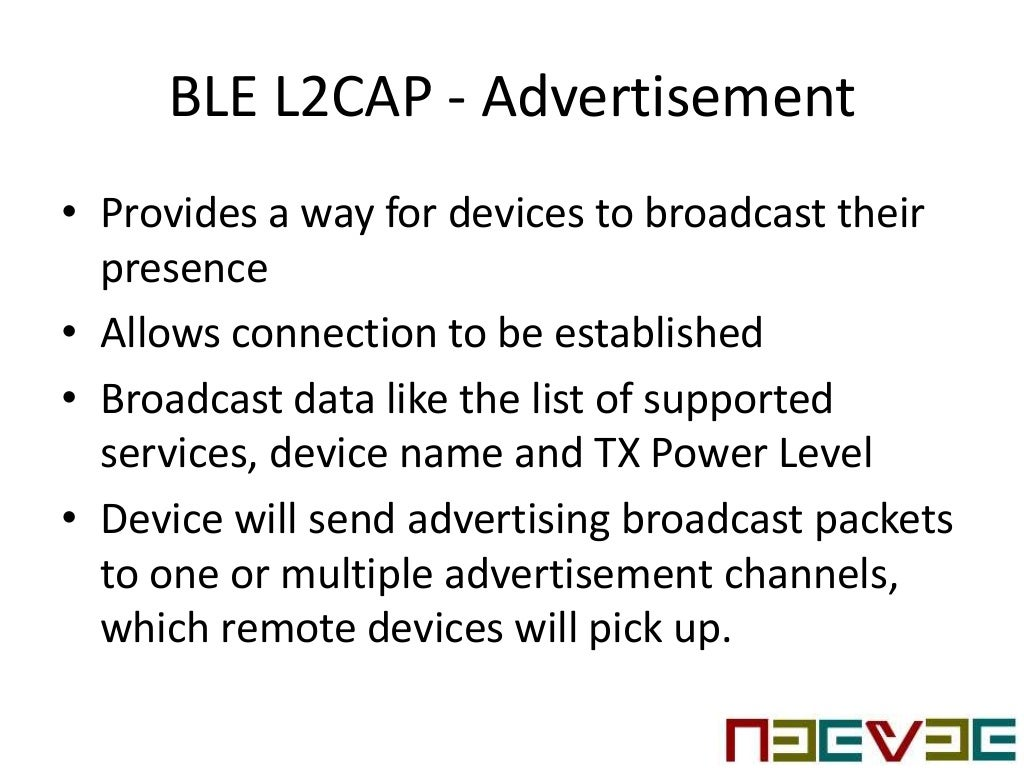 BLE L2CAP - Advertisement
• Provides a way for devices to broadcast their
presence
• Allows connection to be established
• Broadcast data like the list of supported
services, device name and TX Power Level
• Device will send advertising broadcast packets
to one or multiple advertisement channels,
which remote devices will pick up.